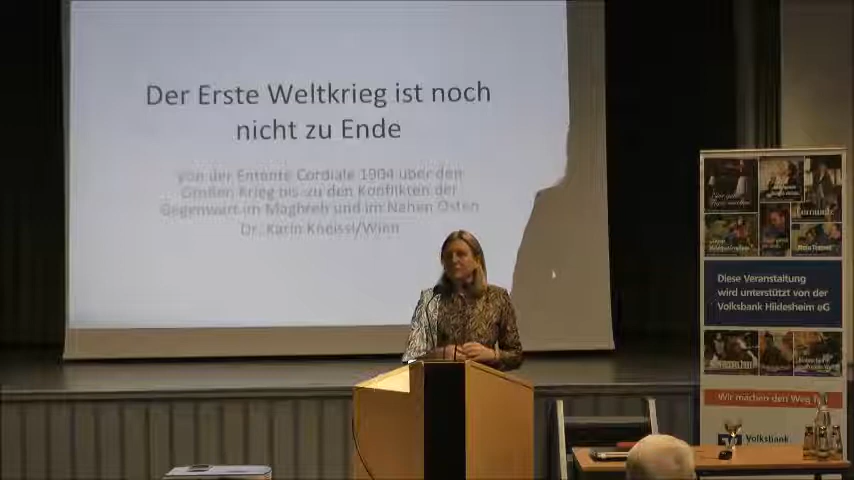 Der Erste Weltkrieg ist noch
nicht zu Ende
von der Entente Cordiale 1904 über den
Großen Krieg bis zu den Konflikten der
Gegenwart im Maghreb und im Nahen Osten
Dr. Karin Kneissl/Wien
Diese Veranstaltung
wird unterstützt von der
Volksbank Hildesheim eG
Wir machen den Weg
Volksbank